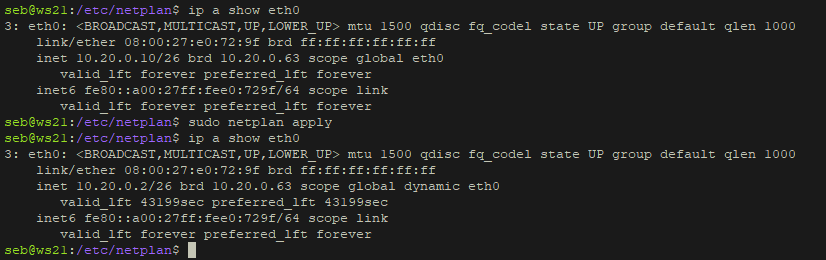 seb@ws21:/etc/netplan$ ip a show eth0
3: eth0: <BROADCAST,MULTICAST,UP,LOWER_UP> mtu 1500 qdisc fq_codel state UP group default qlen 1000
    link/ether 08:00:27:e0:72:9f brd ff:ff:ff:ff:ff:ff
    inet 10.20.0.10/26 brd 10.20.0.63 scope global eth0
       valid_lft forever preferred_lft forever
    inet6 fe80::a00:27ff:fee0:729f/64 scope link
       valid_lft forever preferred_lft forever
seb@ws21:/etc/netplan$ sudo netplan apply
seb@ws21:/etc/netplan$ ip a show eth0
3: eth0: <BROADCAST,MULTICAST,UP,LOWER_UP> mtu 1500 qdisc fq_codel state UP group default qlen 1000
    link/ether 08:00:27:e0:72:9f brd ff:ff:ff:ff:ff:ff
    inet 10.20.0.2/26 brd 10.20.0.63 scope global dynamic eth0
       valid_lft 43199sec preferred_lft 43199sec
    inet6 fe80::a00:27ff:fee0:729f/64 scope link
       valid_lft forever preferred_lft forever
seb@ws21:/etc/netplan$